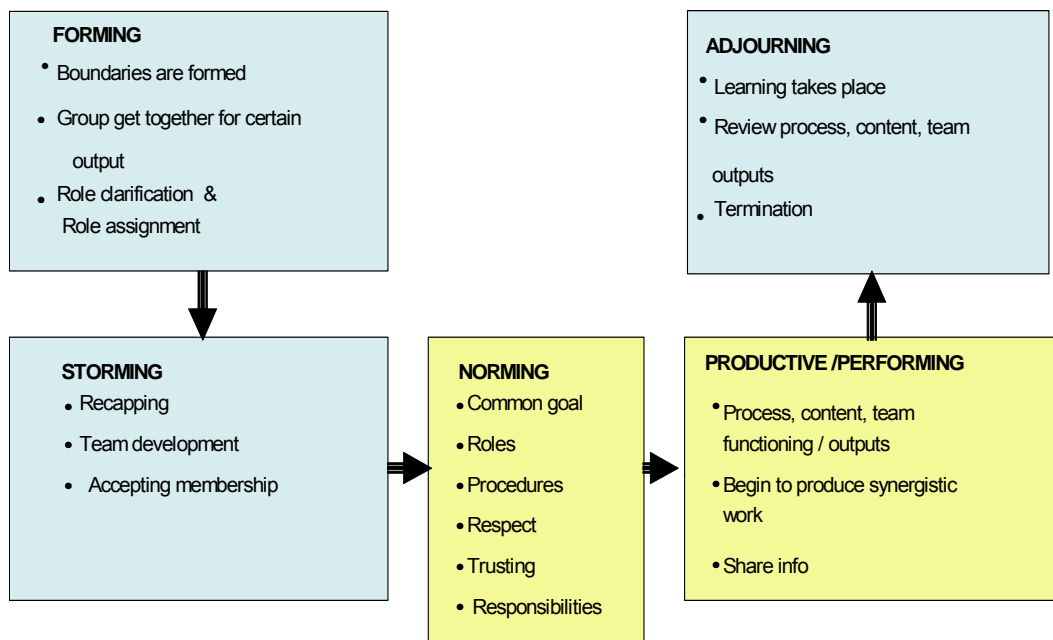 FORMING
• Boundaries are formed
• Group get together for certain
output
• Role clarification &
Role assignment
STORMING
• Recapping
• Team development
• Accepting membership
NORMING
• Common goal
• Roles
• Procedures
• Respect
• Trusting
• Responsibilities
PRODUCTIVE /PERFORMING
• Process, content, team
functioning / outputs
• Begin to produce synergistic
work
• Share info
ADJOURNING
• Learning takes place
• Review process, content, team
outputs
• Termination